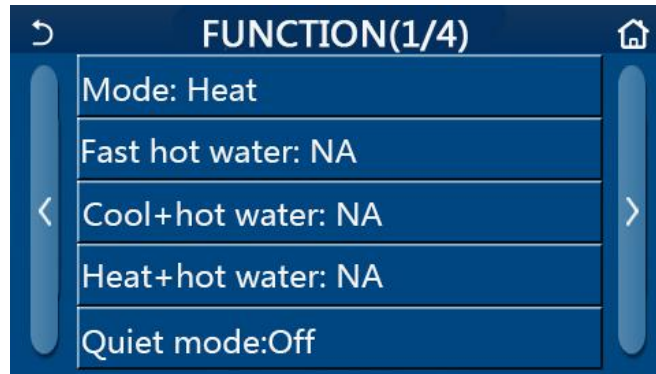 FUNCTION(1/4)
Mode: Heat
Fast hot water: NA
Cool+hot water: NA
Heat+hot water: NA
Quiet mode:Off